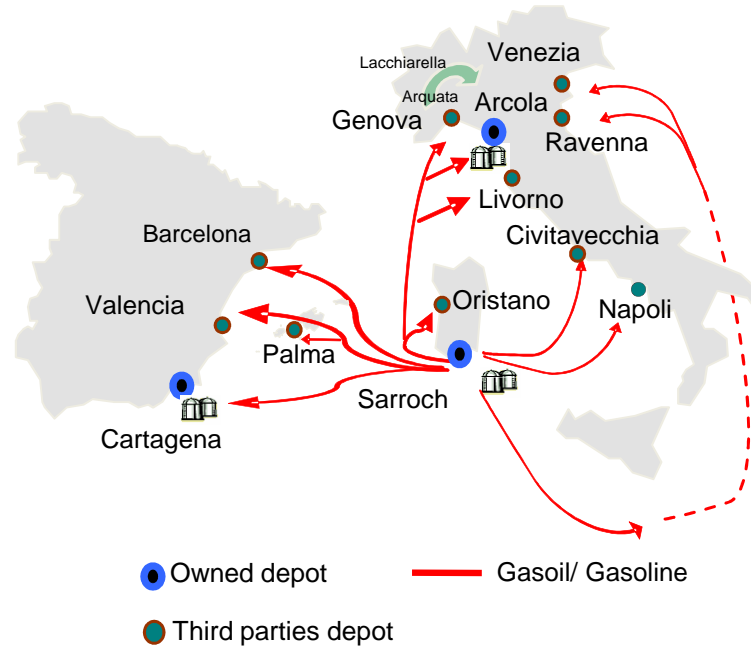 Venezia
Lacchiarella
Arquata
Arcola
Genova
Ravenna
Livorno
Barcelona
Civitavecchia
Valencia
Oristano
Napoli
Palma
Sarroch
Cartagena
Owned depot
Gasoil/ Gasoline
Third parties depot